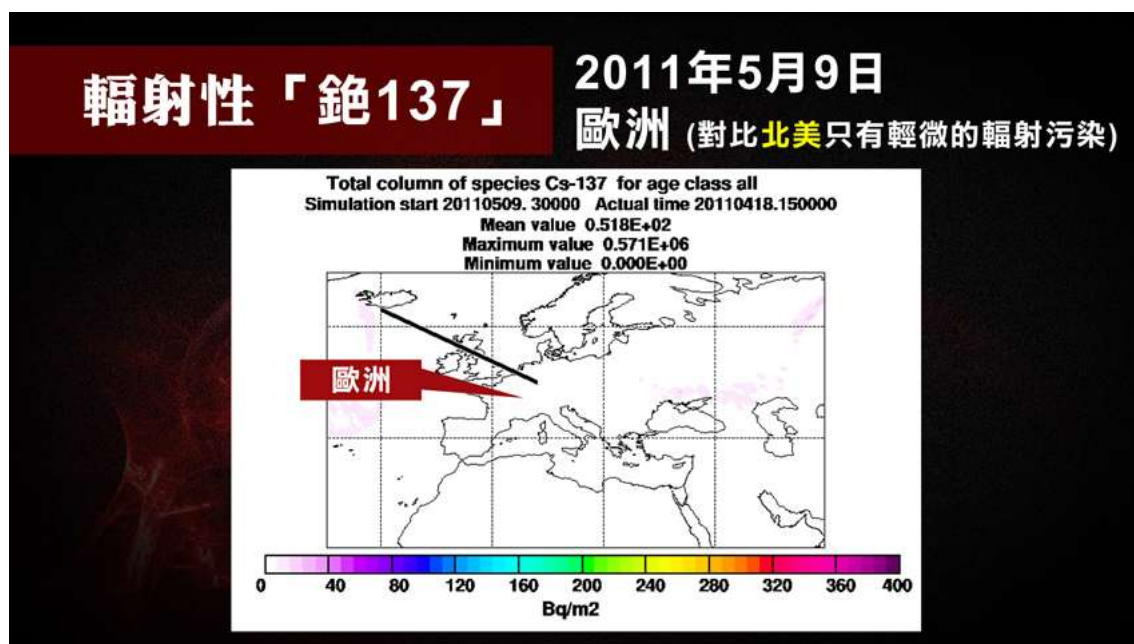 輻射性「銫137」
2011年5月9日
歐洲 (對比北美只有輕微的輻射污染)
Total column of species Cs-137 for age class all
Simulation start 20110509. 30000 Actual time 20110418.150000
Mean value 0.518E+02
Maximum value 0.571E+06
Minimum value 0.000E+00
歐洲
0 40 80 120 160 200 240 280 320 360 400
Bq/m2